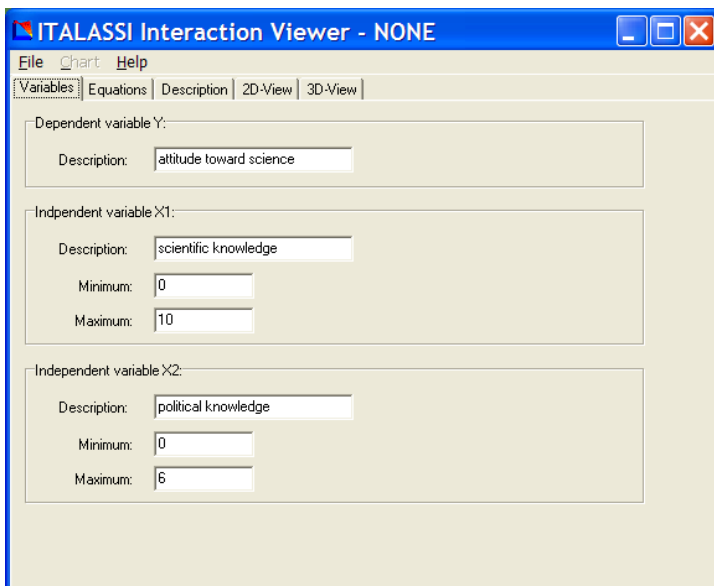 ITALASSI Interaction Viewer - NONE
File Chart Help
Variables Equations Description 2D-View 3D-View
Dependent variable Y:
Description: attitude toward science
Indpendent variable X1:
Description: scientific knowledge
Minimum: 0
Maximum: 10
Independent variable X2:
Description: political knowledge
Minimum: 0
Maximum: 6